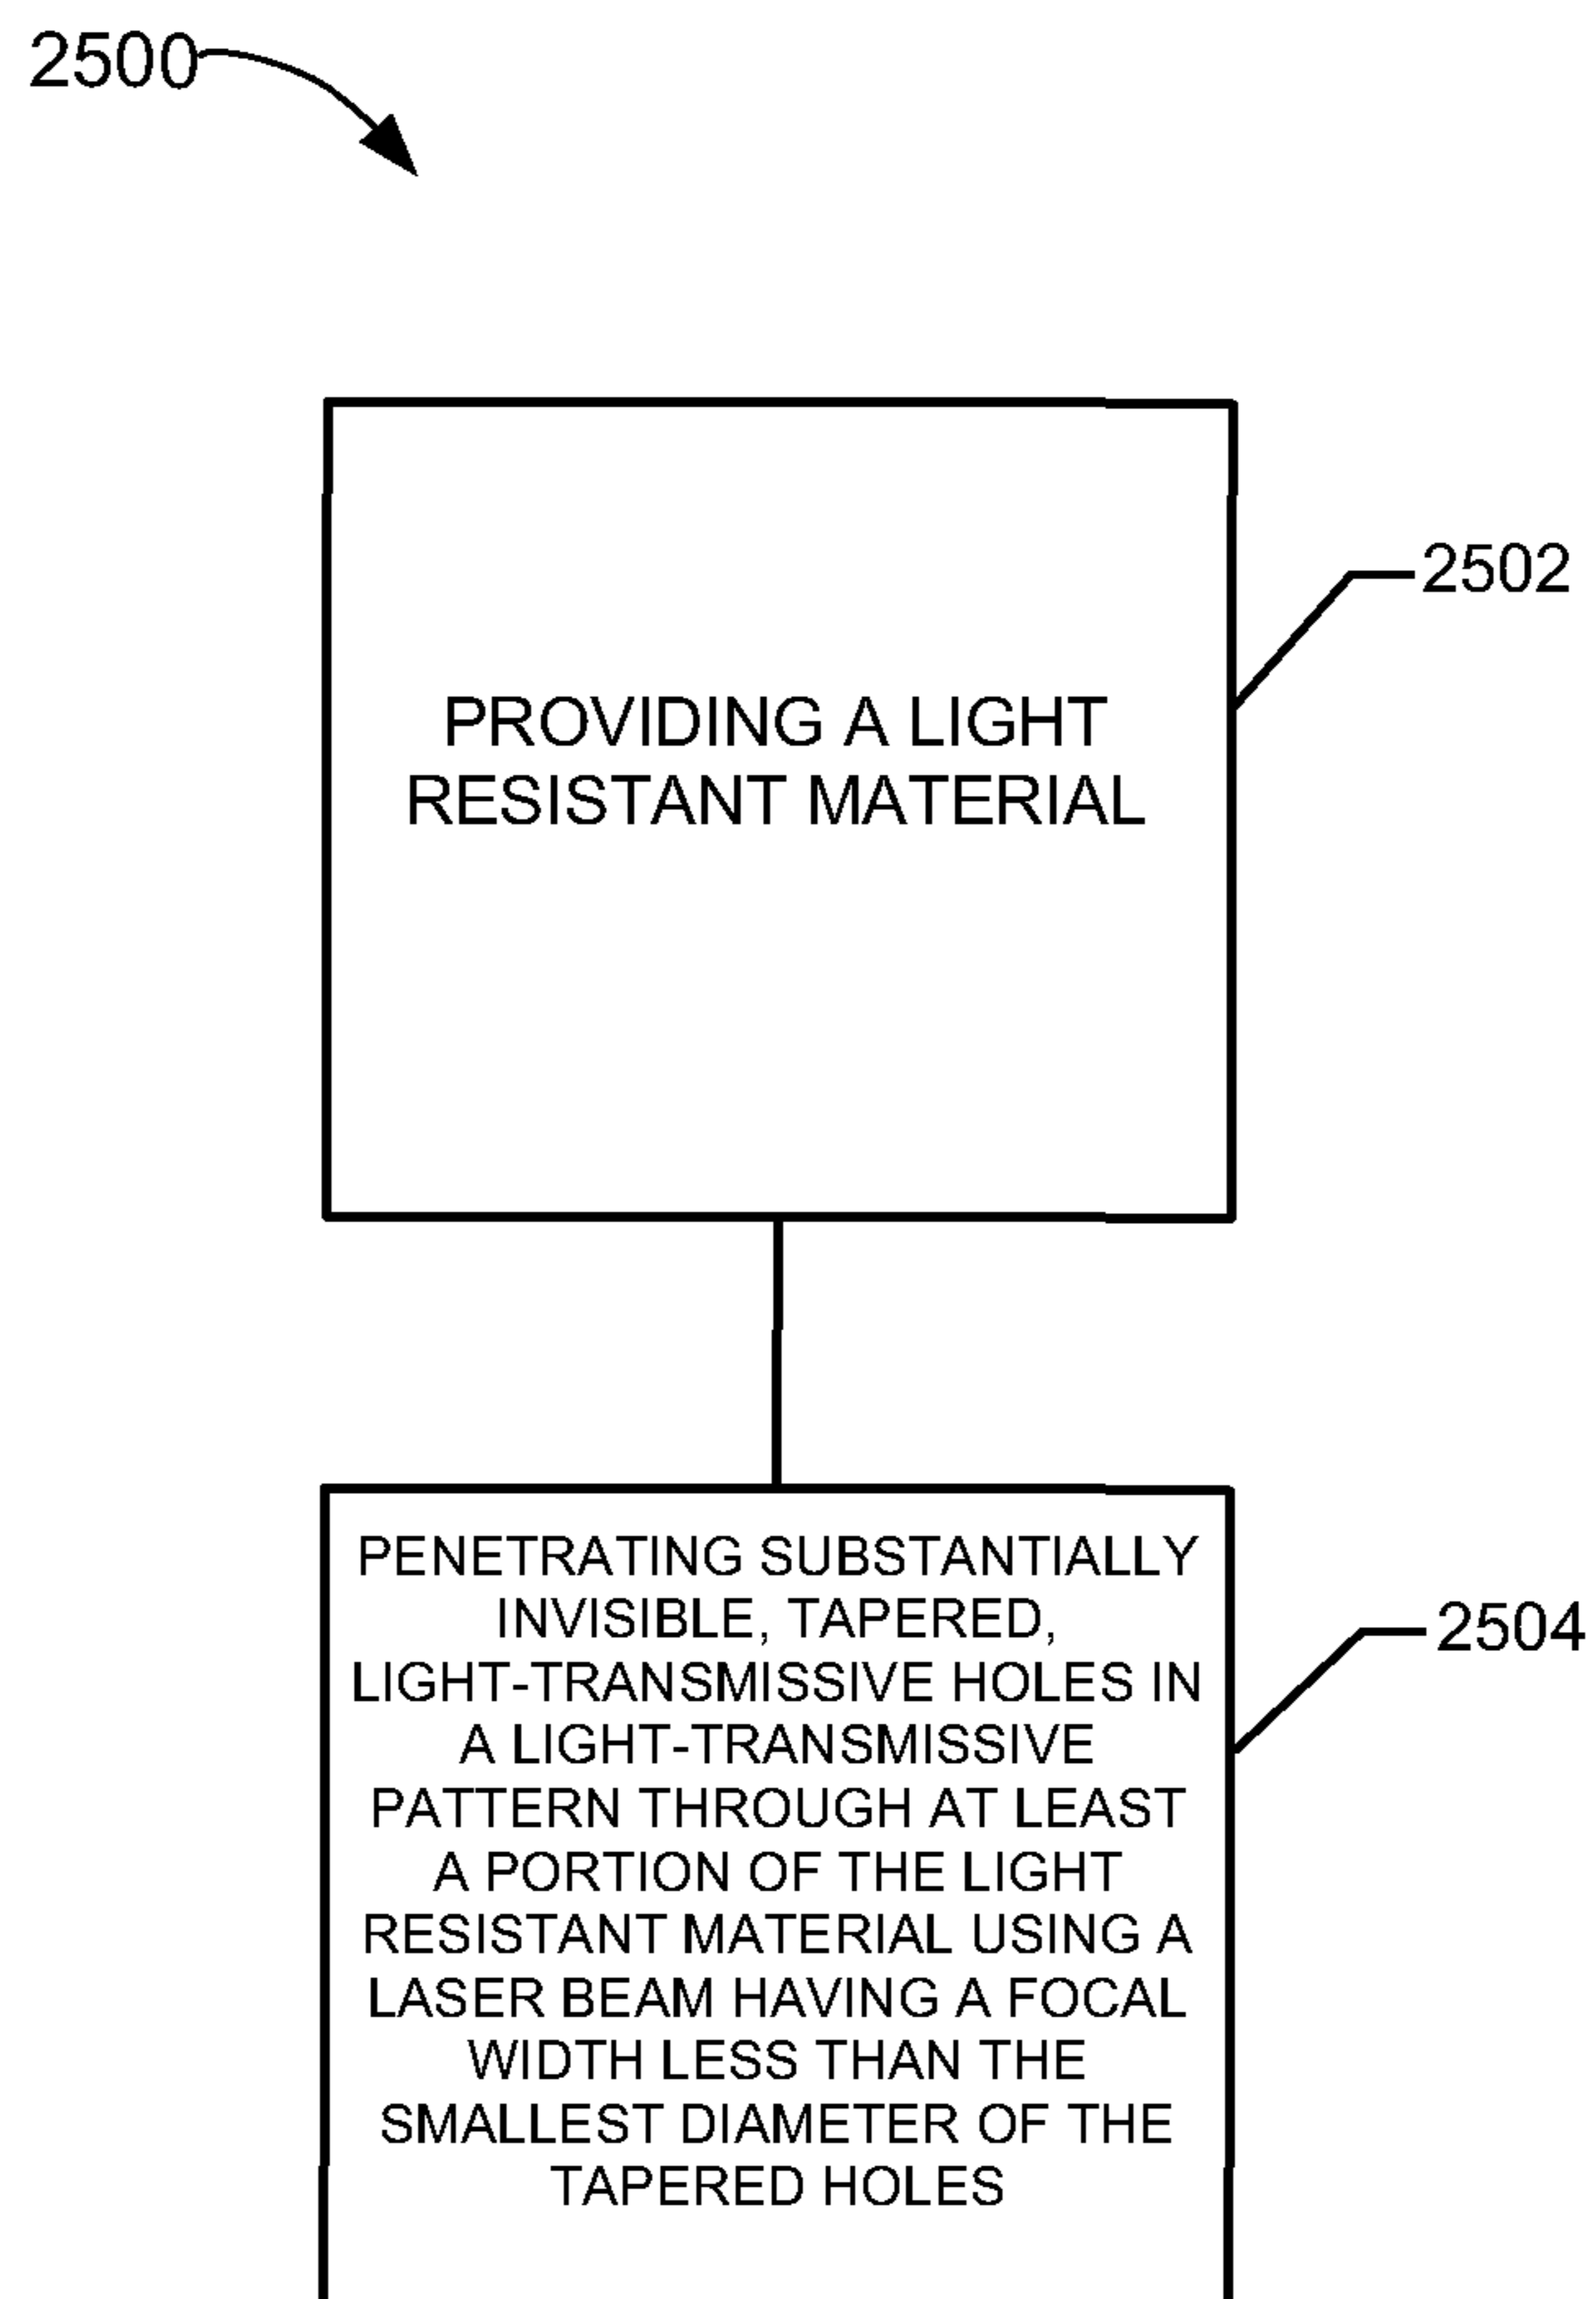 2500
2502
PROVIDING A LIGHT
RESISTANT MATERIAL
PENETRATING SUBSTANTIALLY
INVISIBLE, TAPERED,
LIGHT-TRANSMISSIVE HOLES IN
A LIGHT-TRANSMISSIVE
PATTERN THROUGH AT LEAST
A PORTION OF THE LIGHT
RESISTANT MATERIAL USING A
LASER BEAM HAVING A FOCAL
WIDTH LESS THAN THE
SMALLEST DIAMETER OF THE
TAPERED HOLES
2504